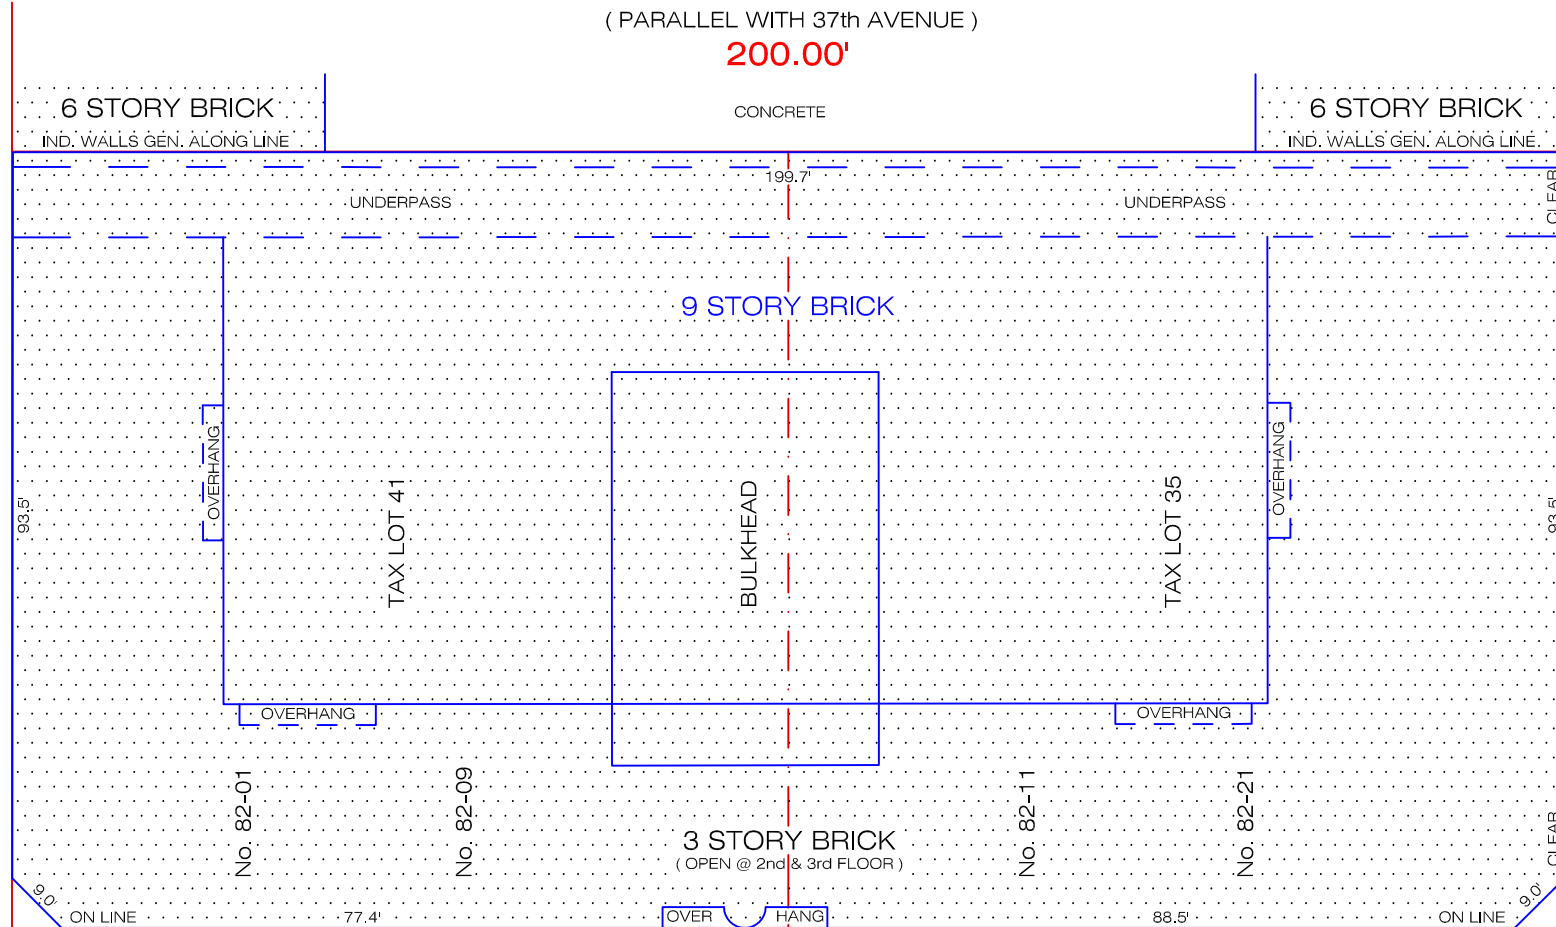 ( PARALLEL WITH 37th AVENUE )
200.00'
6 STORY BRICK
IND. WALLS GEN. ALONG LINE
CONCRETE
6 STORY BRICK
IND. WALLS GEN. ALONG LINE
199.7'
UNDERPASS
UNDERPASS
CLEAR
9 STORY BRICK
93.5'
OVERHANG
TAX LOT 41
BULKHEAD
TAX LOT 35
OVERHANG
93.5'
OVERHANG
OVERHANG
No. 82-01
No. 82-09
3 STORY BRICK
( OPEN @ 2nd & 3rd FLOOR )
No. 82-11
No. 82-21
CLEAR
9.0'
ON LINE
77.4'
OVER HANG
88.5'
ON LINE
9.0'